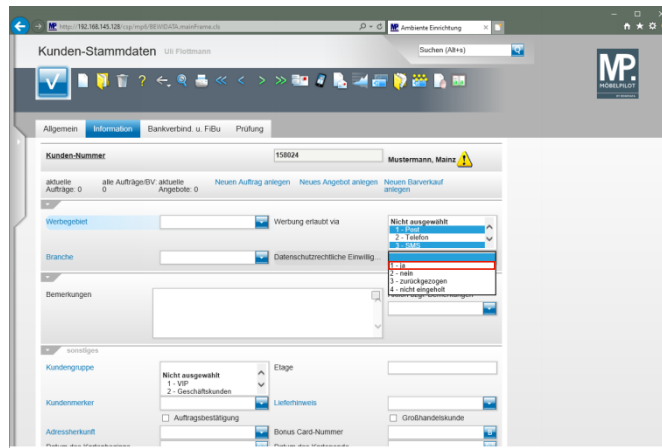 http://192.168.145.128/csp/mpli/BEWIDATA.mainFrame.cls
MP Ambiente Einrichtung
Kunden-Stammdaten Uli Flottmann
Suchen (Alt+s)
MP.
MÖBELPILOT
Allgemein Information Bankverbind. u. FiBu Prüfung
Kunden-Nummer 158024 Mustermann, Mainz
aktuelle Aufträge: 0 alle Aufträge/BV: 0 aktuelle Angebote: 0 Neuen Auftrag anlegen Neues Angebot anlegen Neuen Barverkauf anlegen
Werbegebiet Werbung erlaubt via Nicht ausgewählt
1 - Post
2 - Telefon
3 - SMS
Branche Datenschutzrechtliche Einwillig...
1 - ja
2 - nein
3 - zurückgezogen
4 - nicht eingeholt
Bemerkungen
sonstiges
Kundengruppe Nicht ausgewählt Etage
1 - VIP
2 - Geschäftskunden
Kundenmerker Lieferhinweis
Auftragsbestätigung Großhandelskunde
Adressherkunft Bonus Card-Nummer